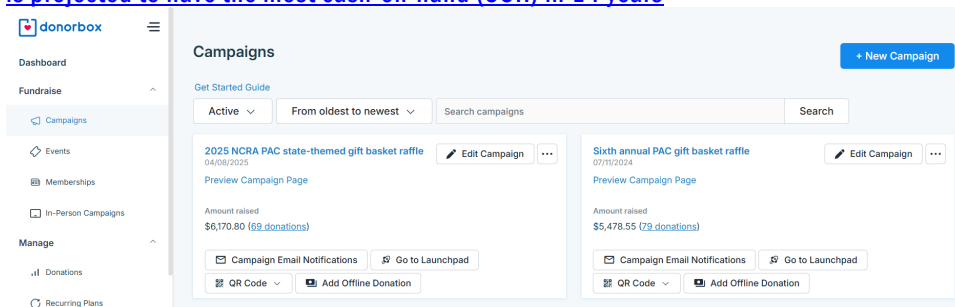 is projected to have the most cash on hand (COH) in 14 years
donorbox
Dashboard
Fundraise
Campaigns
Events
Memberships
In-Person Campaigns
Manage
Donations
Recurring Plans
Campaigns
+ New Campaign
Get Started Guide
Active
From oldest to newest
Search campaigns
Search
2025 NCRA PAC state-themed gift basket raffle
04/08/2025
Edit Campaign
...
Preview Campaign Page
Amount raised
$6,170.80 (69 donations)
Campaign Email Notifications
Go to Launchpad
QR Code
Add Offline Donation
Sixth annual PAC gift basket raffle
07/11/2024
Edit Campaign
...
Preview Campaign Page
Amount raised
$5,478.55 (79 donations)
Campaign Email Notifications
Go to Launchpad
QR Code
Add Offline Donation